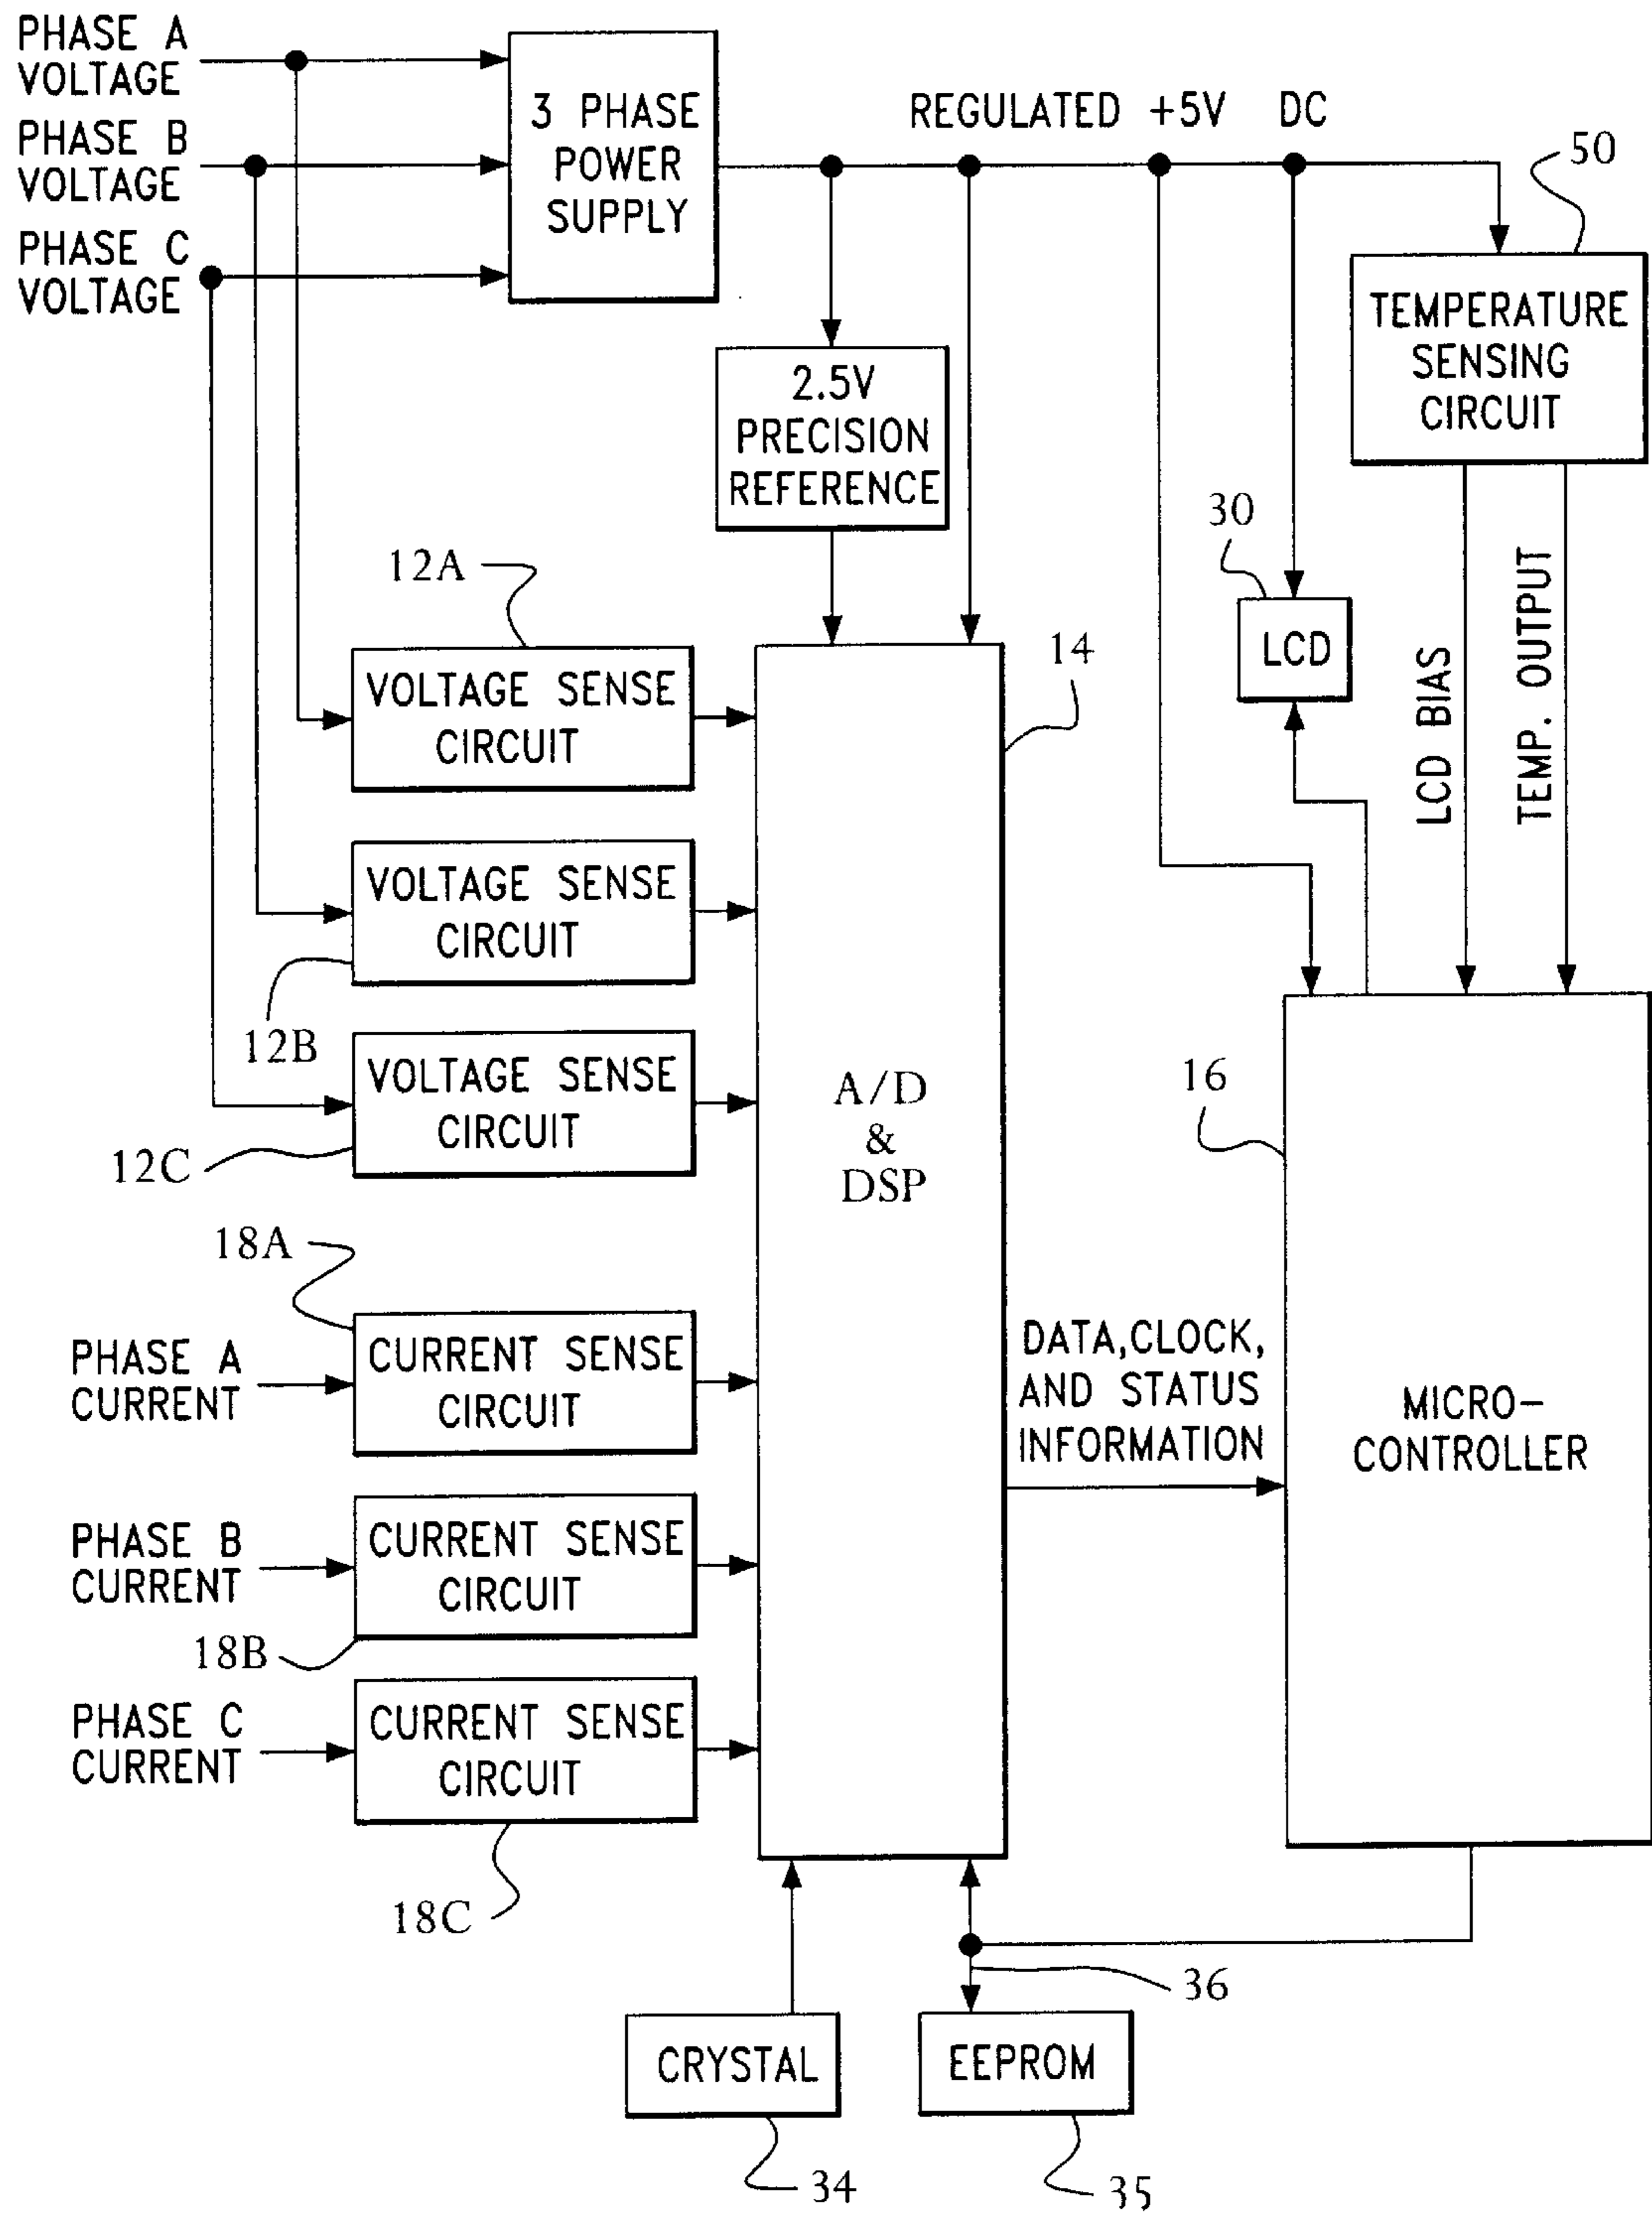 PHASE A
VOLTAGE
PHASE B
VOLTAGE
PHASE C
VOLTAGE
3 PHASE
POWER
SUPPLY
REGULATED +5V DC
50
TEMPERATURE
SENSING
CIRCUIT
2.5V
PRECISION
REFERENCE
30
LCD
LCD BIAS
TEMP. OUTPUT
12A
VOLTAGE SENSE
CIRCUIT
14
VOLTAGE SENSE
CIRCUIT
12B
VOLTAGE SENSE
CIRCUIT
12C
A/D
&
DSP
16
18A
PHASE A
CURRENT
CURRENT SENSE
CIRCUIT
DATA,CLOCK,
AND STATUS
INFORMATION
MICRO-
CONTROLLER
PHASE B
CURRENT
CURRENT SENSE
CIRCUIT
18B
PHASE C
CURRENT
CURRENT SENSE
CIRCUIT
18C
36
CRYSTAL
EEPROM
34
35